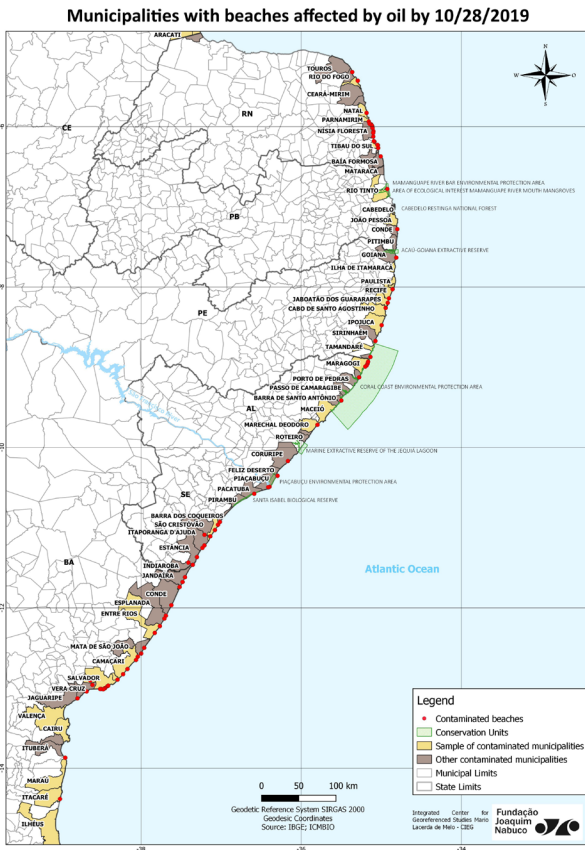 Municipalities with beaches affected by oil by 10/28/2019
ARACATI
N
W
O
S
TOUROS
RIO DO FOGO
CEARÁ-MIRIM
RN
NATAL
PARNAMIRIM
NÍSIA FLORESTA
CE
TIBAU DO SUL
BAÍA FORMOSA
MATARACA
MAMANGUAPE RIVER BAR ENVIRONMENTAL PROTECTION AREA
RIO TINTO
AREA OF ECOLOGICAL INTEREST MAMANGUAPE RIVER MOUTH MANGROVES
CABEDELO
CABEDELO RESTINGA NATIONAL FOREST
PB
JOÃO PESSOA
CONDE
PITIMBU
ACAÚ-GOIANA EXTRACTIVE RESERVE
GOIANA
ILHA DE ITAMARACA
PAULISTA
RECIFE
JABOATÃO DOS GUARARAPES
CABO DE SANTO AGOSTINHO
PE
IPOJUCA
SIRINHAÉM
TAMANDARÉ
MARAGOGI
PORTO DE PEDRAS
PASSO DE CAMARAGIBE
CORAL COAST ENVIRONMENTAL PROTECTION AREA
BARRA DE SANTO ANTÔNIO
AL
MACEIÓ
MARECHAL DEODORO
ROTEIRO
MARINE EXTRACTIVE RESERVE OF THE JEQUIA LAGOON
CORURIPE
FELIZ DESERTO
PIAÇABUÇU
PIAÇABUÇU ENVIRONMENTAL PROTECTION AREA
PACATUBA
SE
PIRAMBU
SANTA ISABEL BIOLOGICAL RESERVE
BARRA DOS COQUEIROS
SÃO CRISTOVÃO
ITAPORANGA D'AJUDA
ESTÂNCIA
BA
INDIAROBA
JANDAÍRA
Atlantic Ocean
CONDE
ESPLANADA
ENTRE RIOS
MATA DE SÃO JOÃO
CAMAÇARI
SALVADOR
VERA CRUZ
JAGUARIPE
VALENÇA
CAIRU
ITUBERÁ
MARAÚ
ITACARÉ
ILHÉUS
-8
-10
-12
-14
-38
-36
-34
Legend
Contaminated beaches
Conservation Units
Sample of contaminated municipalities
Other contaminated municipalities
Municipal Limits
State Limits
0 50 100 km
Geodetic Reference System SIRGAS 2000
Geodesic Coordinates
Source: IBGE; ICMBIO
Integrated Center for
Georeferenced Studies Mario
Lacerda de Melo - CIEG
Fundação
Joaquim
Nabuco